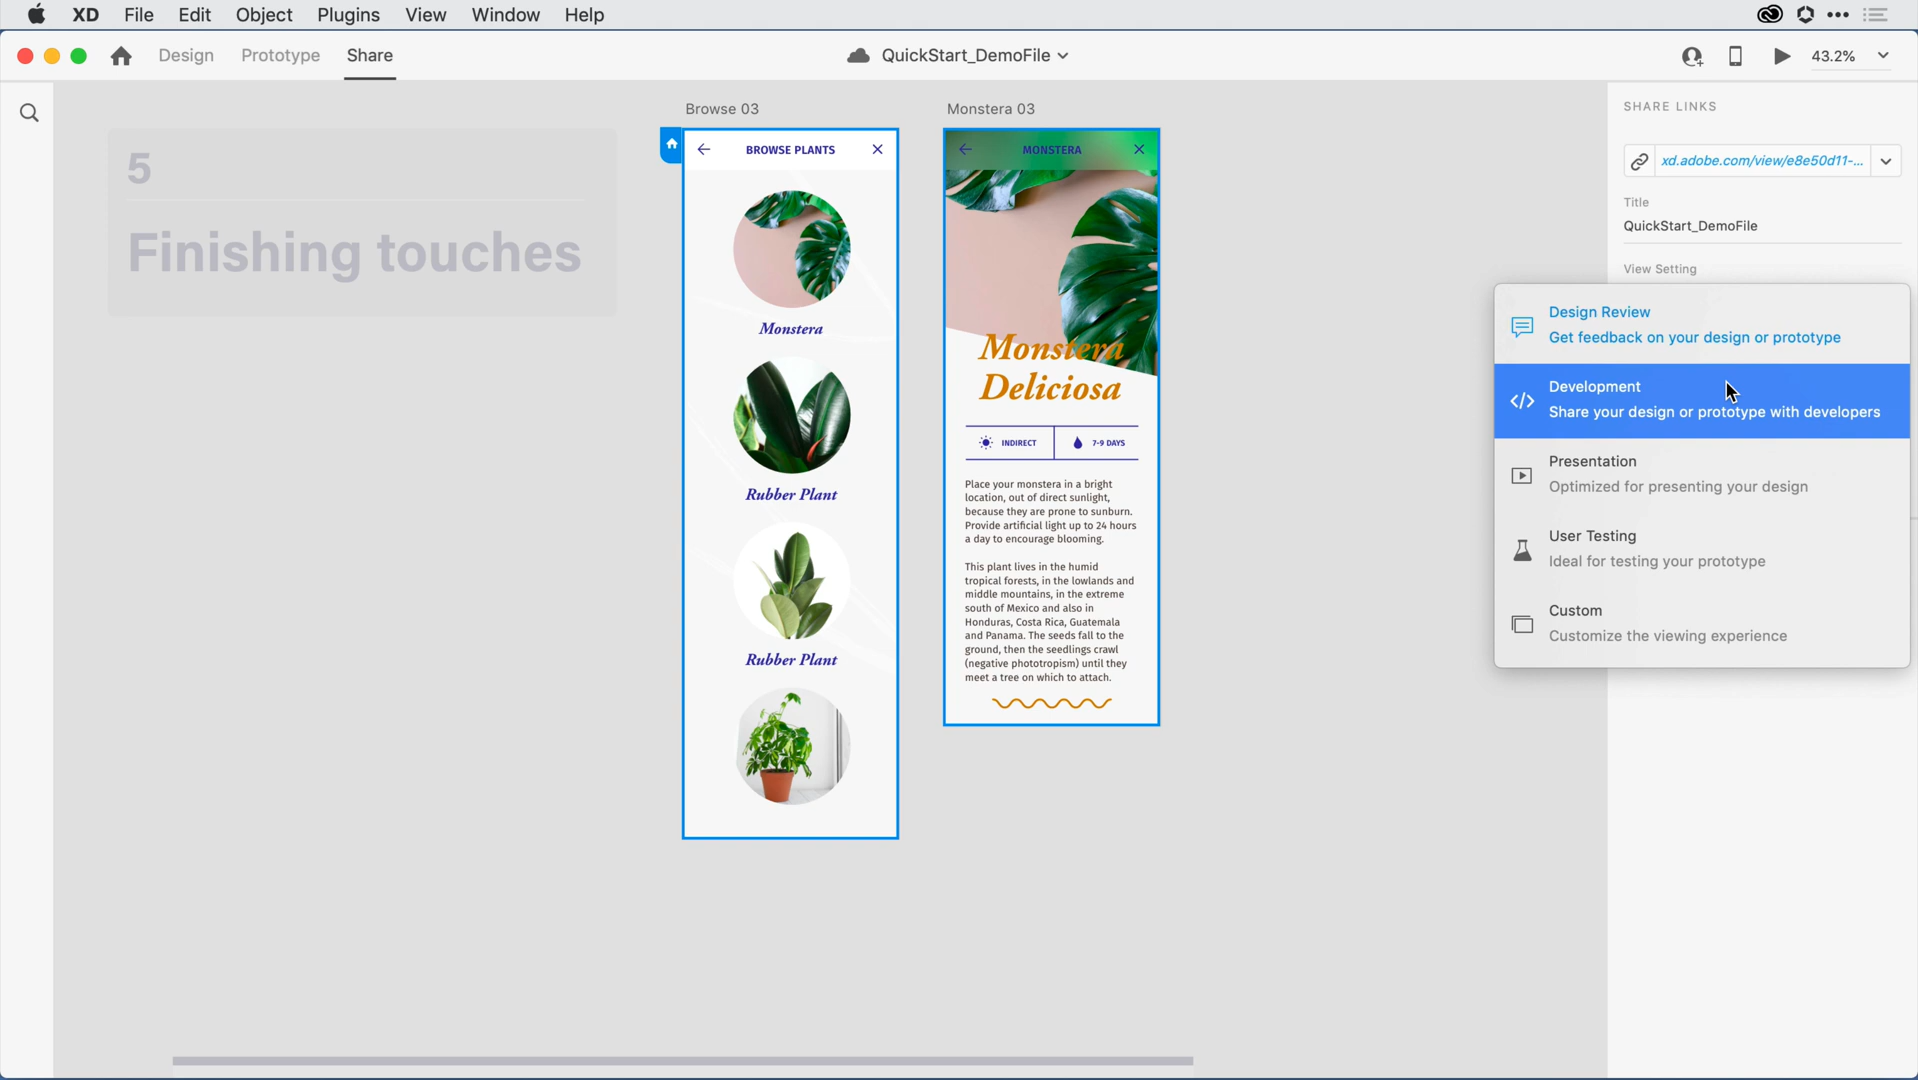 XD File Edit Object Plugins View Window Help
Design Prototype Share
QuickStart_DemoFile
43.2%
5
Finishing touches
Browse 03
BROWSE PLANTS
Monstera
Rubber Plant
Rubber Plant
Monstera 03
MONSTERA
Monstera
Deliciosa
INDIRECT
7-9 DAYS
Place your monstera in a bright
location, out of direct sunlight,
because they are prone to sunburn.
Provide artificial light up to 24 hours
a day to encourage blooming.
This plant lives in the humid
tropical forests, in the lowlands and
middle mountains, in the extreme
south of Mexico and also in
Honduras, Costa Rica, Guatemala
and Panama. The seeds fall to the
ground, then the seedlings crawl
(negative phototropism) until they
meet a tree on which to attach.
SHARE LINKS
xd.adobe.com/view/e8e50d11-...
Title
QuickStart_DemoFile
View Setting
Design Review
Get feedback on your design or prototype
Development
Share your design or prototype with developers
Presentation
Optimized for presenting your design
User Testing
Ideal for testing your prototype
Custom
Customize the viewing experience